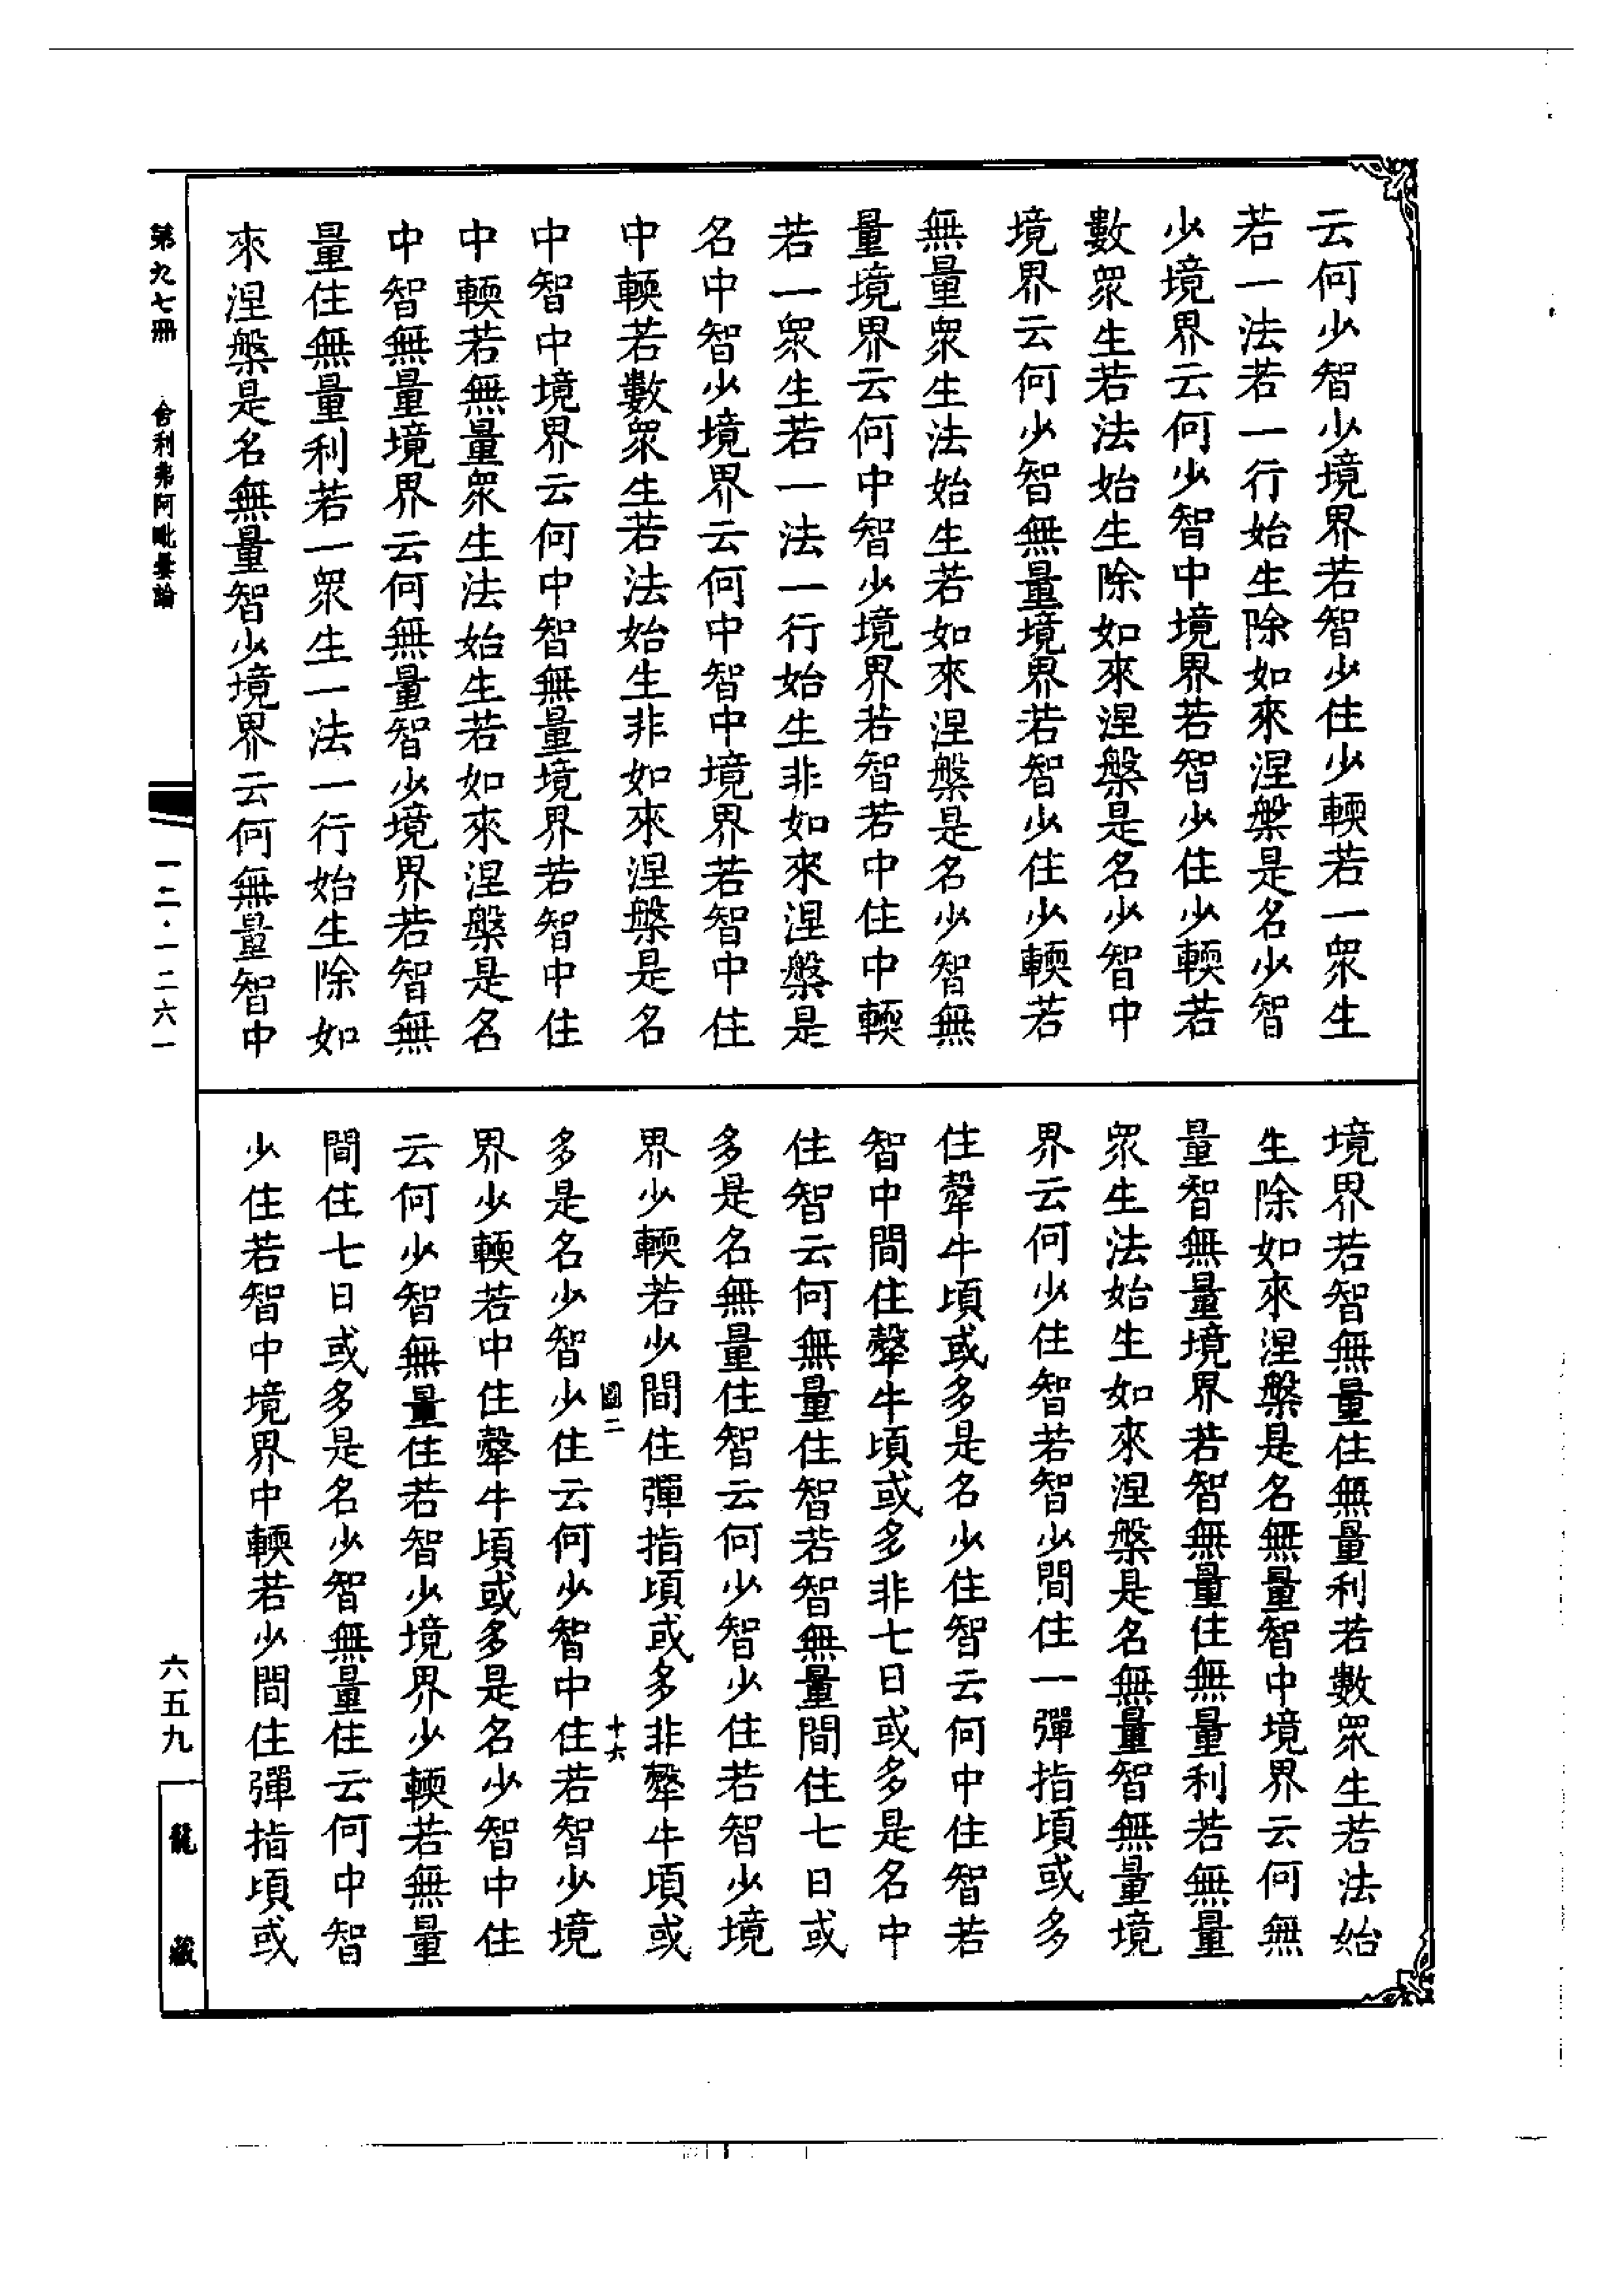 云何少智少境界若智少住少輭若一眾生
若一法若一行始生除如來涅槃是名少智
少境界云何少智中境界若智少住少輭若
數眾生若法始生除如來涅槃是名少智中
境界云何少智無量境界若智少住少輭若
無量眾生法始生若如來涅槃是名少智無
量境界云何中智少境界若智若中住中輭
若一眾生若一法一行始生非如來涅槃是
名中智少境界云何中智中境界若智中住
中輭若數眾生若法始生非如來涅槃是名
中智中境界云何中智無量境界若智中住
中輭若無量眾生法始生若如來涅槃是名
中智無量境界云何無量智少境界若智無
量住無量利若一眾生一法一行始生除如
來涅槃是名無量智少境界云何無量智中
境界若智無量住無量利若數眾生若法始
生除如來涅槃是名無量智中境界云何無
量智無量境界若智無量住無量利若無量
眾生法始生如來涅槃是名無量智無量境
界云何少住智若智少間住一彈指頃或多
住犛牛頃或多是名少住智云何中住智若
智中間住犛牛頃或多非七日或多是名中
住智云何無量住智若智無量間住七日或
多是名無量住智云何少智少住若智少境
界少輭若少間住彈指頃或多非犛牛頃或
圖二 十六
多是名少智少住云何少智中住若智少境
界少輭若中住犛牛頃或多是名少智中住
云何少智無量住若智少境界少輭若無量
間住七日或多是名少智無量住云何中智
少住若智中境界中輭若少間住彈指頃或
第九七冊 舍利弗阿毗曇論 一二·一二六一
六五九 龍藏